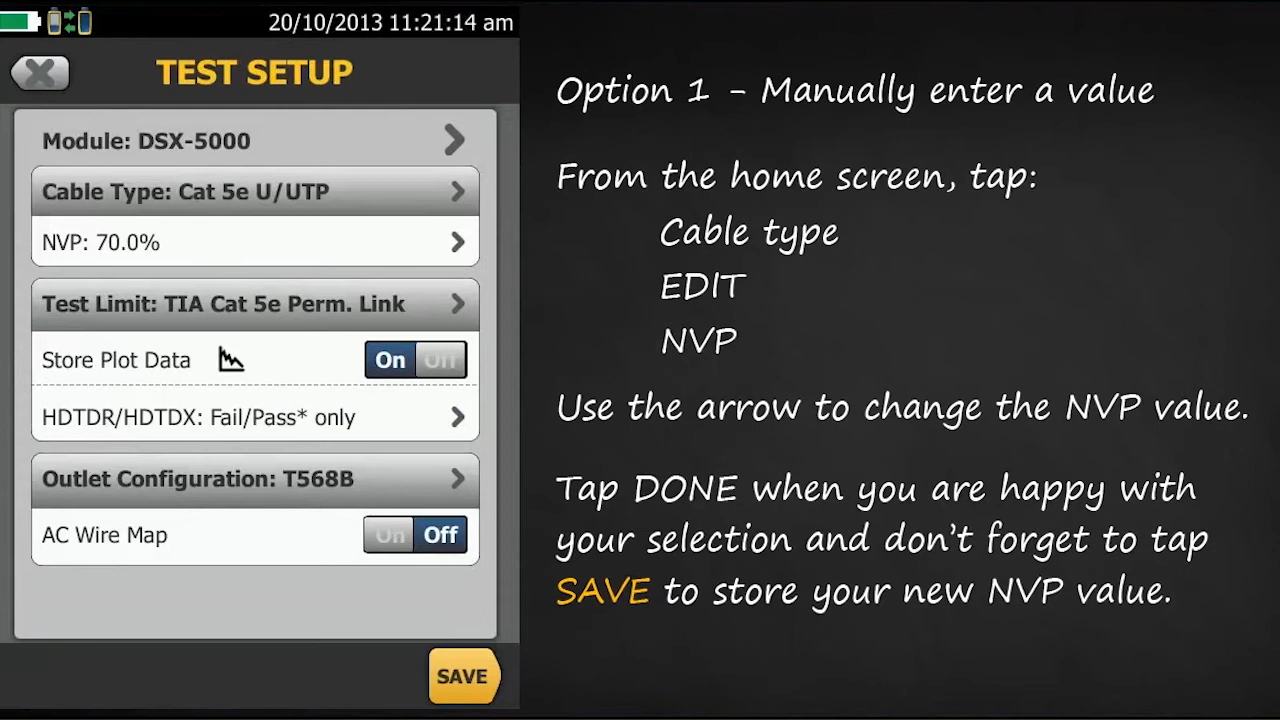 20/10/2013 11:21:14 am
TEST SETUP
Module: DSX-5000
Cable Type: Cat 5e U/UTP
NVP: 70.0%
Test Limit: TIA Cat 5e Perm. Link
Store Plot Data On Off
HDTDR/HDTDX: Fail/Pass* only
Outlet Configuration: T568B
AC Wire Map On Off
SAVE
Option 1 - Manually enter a value
From the home screen, tap:
Cable type
EDIT
NVP
Use the arrow to change the NVP value.
Tap DONE when you are happy with
your selection and don't forget to tap
SAVE to store your new NVP value.